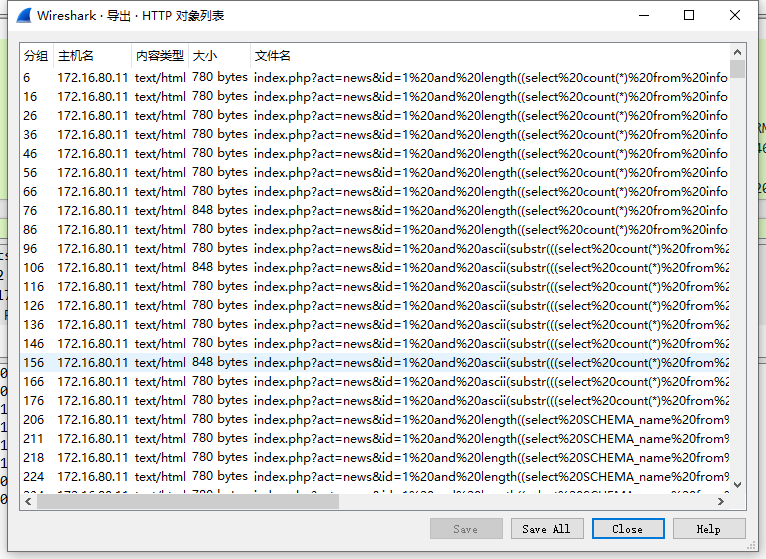 Wireshark · 导出 · HTTP 对象列表
分组 主机名 内容类型 大小 文件名
6 172.16.80.11 text/html 780 bytes index.php?act=news&id=1%20and%20length((select%20count(*)%20from%20info
16 172.16.80.11 text/html 780 bytes index.php?act=news&id=1%20and%20length((select%20count(*)%20from%20info
26 172.16.80.11 text/html 780 bytes index.php?act=news&id=1%20and%20length((select%20count(*)%20from%20info
36 172.16.80.11 text/html 780 bytes index.php?act=news&id=1%20and%20length((select%20count(*)%20from%20info
46 172.16.80.11 text/html 780 bytes index.php?act=news&id=1%20and%20length((select%20count(*)%20from%20info
56 172.16.80.11 text/html 780 bytes index.php?act=news&id=1%20and%20length((select%20count(*)%20from%20info
66 172.16.80.11 text/html 780 bytes index.php?act=news&id=1%20and%20length((select%20count(*)%20from%20info
76 172.16.80.11 text/html 848 bytes index.php?act=news&id=1%20and%20length((select%20count(*)%20from%20info
86 172.16.80.11 text/html 780 bytes index.php?act=news&id=1%20and%20length((select%20count(*)%20from%20info
96 172.16.80.11 text/html 780 bytes index.php?act=news&id=1%20and%20ascii(substr(((select%20count(*)%20from%2
106 172.16.80.11 text/html 848 bytes index.php?act=news&id=1%20and%20ascii(substr(((select%20count(*)%20from%2
116 172.16.80.11 text/html 780 bytes index.php?act=news&id=1%20and%20ascii(substr(((select%20count(*)%20from%2
126 172.16.80.11 text/html 780 bytes index.php?act=news&id=1%20and%20ascii(substr(((select%20count(*)%20from%2
136 172.16.80.11 text/html 780 bytes index.php?act=news&id=1%20and%20ascii(substr(((select%20count(*)%20from%2
146 172.16.80.11 text/html 780 bytes index.php?act=news&id=1%20and%20ascii(substr(((select%20count(*)%20from%2
156 172.16.80.11 text/html 848 bytes index.php?act=news&id=1%20and%20ascii(substr(((select%20count(*)%20from%2
166 172.16.80.11 text/html 780 bytes index.php?act=news&id=1%20and%20ascii(substr(((select%20count(*)%20from%2
176 172.16.80.11 text/html 780 bytes index.php?act=news&id=1%20and%20ascii(substr(((select%20count(*)%20from%2
206 172.16.80.11 text/html 780 bytes index.php?act=news&id=1%20and%20length((select%20SCHEMA_name%20from%
211 172.16.80.11 text/html 780 bytes index.php?act=news&id=1%20and%20length((select%20SCHEMA_name%20from%
218 172.16.80.11 text/html 780 bytes index.php?act=news&id=1%20and%20length((select%20SCHEMA_name%20from%
224 172.16.80.11 text/html 780 bytes index.php?act=news&id=1%20and%20length((select%20SCHEMA_name%20from%
Save Save All Close Help